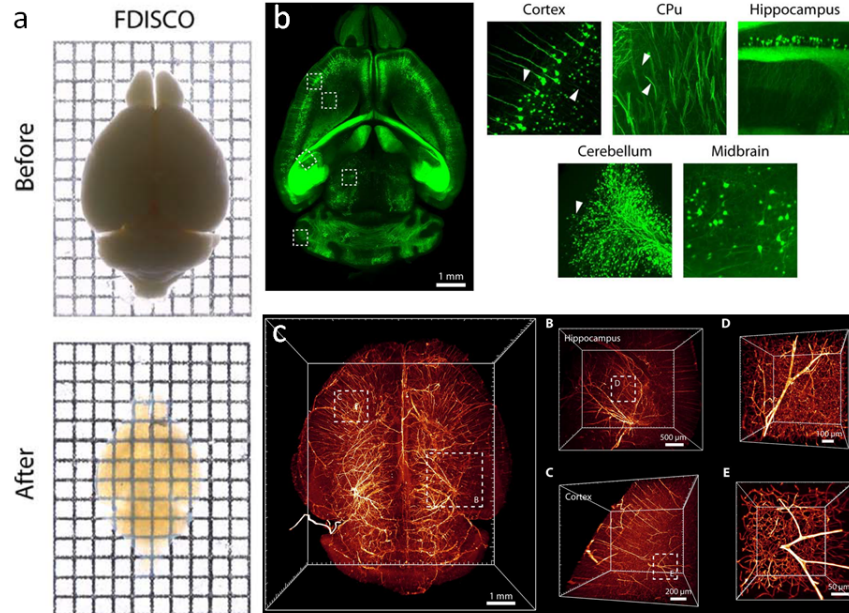 a
FDISCO
Before
After
b
1 mm
Cortex
CPu
Hippocampus
Cerebellum
Midbrain
C
C
B
1 mm
B
Hippocampus
D
500 µm
D
100 µm
C
Cortex
200 µm
E
50 µm